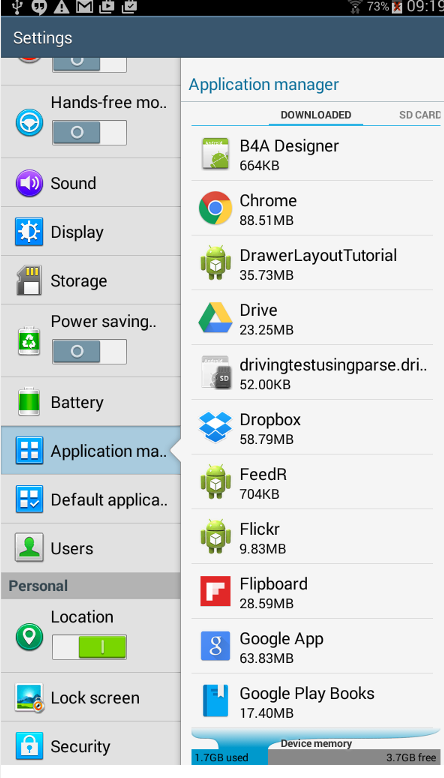 73% 09:19
Settings
Hands-free mo..
Sound
Display
Storage
Power saving..
Battery
Application ma..
Default applica..
Users
Personal
Location
Lock screen
Security
Application manager
DOWNLOADED
SD CARD
B4A Designer
664KB
Chrome
88.51MB
DrawerLayoutTutorial
35.73MB
Drive
23.25MB
drivingtestusingparse.dri..
52.00KB
Dropbox
58.79MB
FeedR
704KB
Flickr
9.83MB
Flipboard
28.59MB
Google App
63.83MB
Google Play Books
17.40MB
Device memory
1.7GB used
3.7GB free